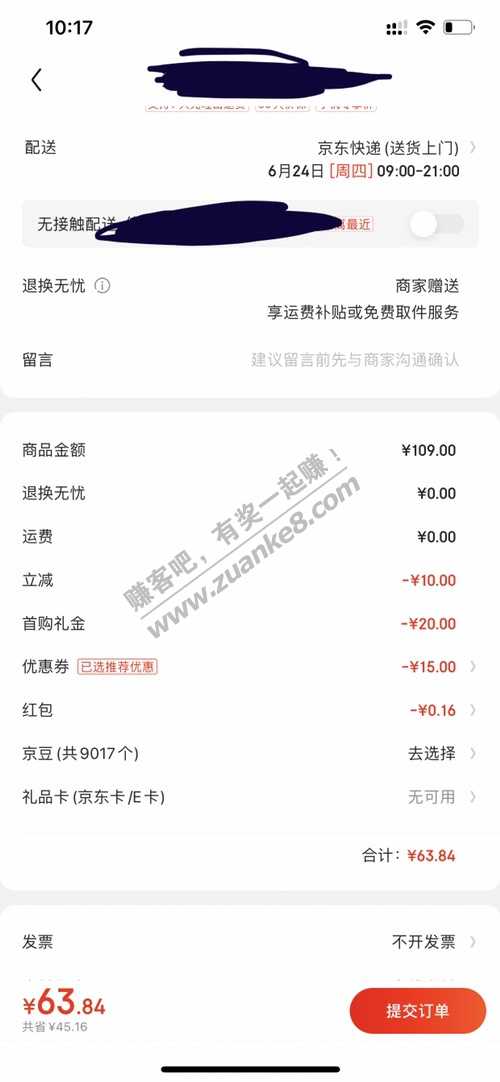 10:17
配送
京东快递(送货上门)
6月24日 [周四] 09:00-21:00
无接触配送
最近
退换无忧
商家赠送
享运费补贴或免费取件服务
留言
建议留言前先与商家沟通确认
商品金额
¥109.00
退换无忧
¥0.00
运费
¥0.00
立减
-¥10.00
首购礼金
-¥20.00
优惠券 已选推荐优惠
-¥15.00
红包
-¥0.16
京豆(共9017个)
去选择
礼品卡(京东卡/E卡)
无可用
合计: ¥63.84
赚客吧,有奖一起赚!
www.zuanke8.com
发票
不开发票
¥63.84
共省 ¥45.16
提交订单